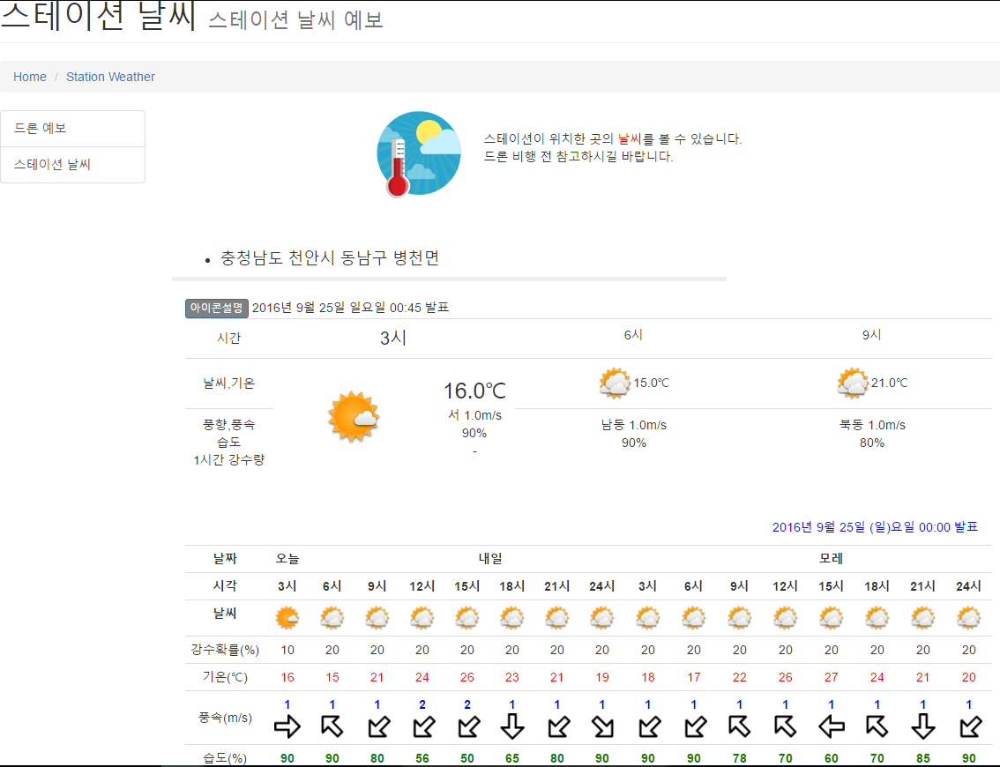 스테이션 날씨 스테이션 날씨 예보
Home / Station Weather
드론 예보
스테이션 날씨
스테이션이 위치한 곳의 날씨를 볼 수 있습니다.
드론 비행 전 참고하시길 바랍니다.
충청남도 천안시 동남구 병천면
아이콘설명 2016년 9월 25일 일요일 00:45 발표
시간 3시 6시 9시
날씨,기온 16.0℃ 15.0℃ 21.0℃
풍향,풍속 서 1.0m/s 남동 1.0m/s 북동 1.0m/s
습도 90% 90% 80%
1시간 강수량 -
2016년 9월 25일 (일)요일 00:00 발표
날짜 오늘 내일 모레
시각 3시 6시 9시 12시 15시 18시 21시 24시 3시 6시 9시 12시 15시 18시 21시 24시
날씨
강수확률(%) 10 20 20 20 20 20 20 20 20 20 20 20 20 20 20 20
기온(℃) 16 15 21 24 26 23 21 19 18 17 22 26 27 24 21 20
풍속(m/s) 1 1 1 2 2 1 1 1 1 1 1 1 1 1 1 1
습도(%) 90 90 80 56 50 65 80 90 90 90 78 70 60 70 85 90